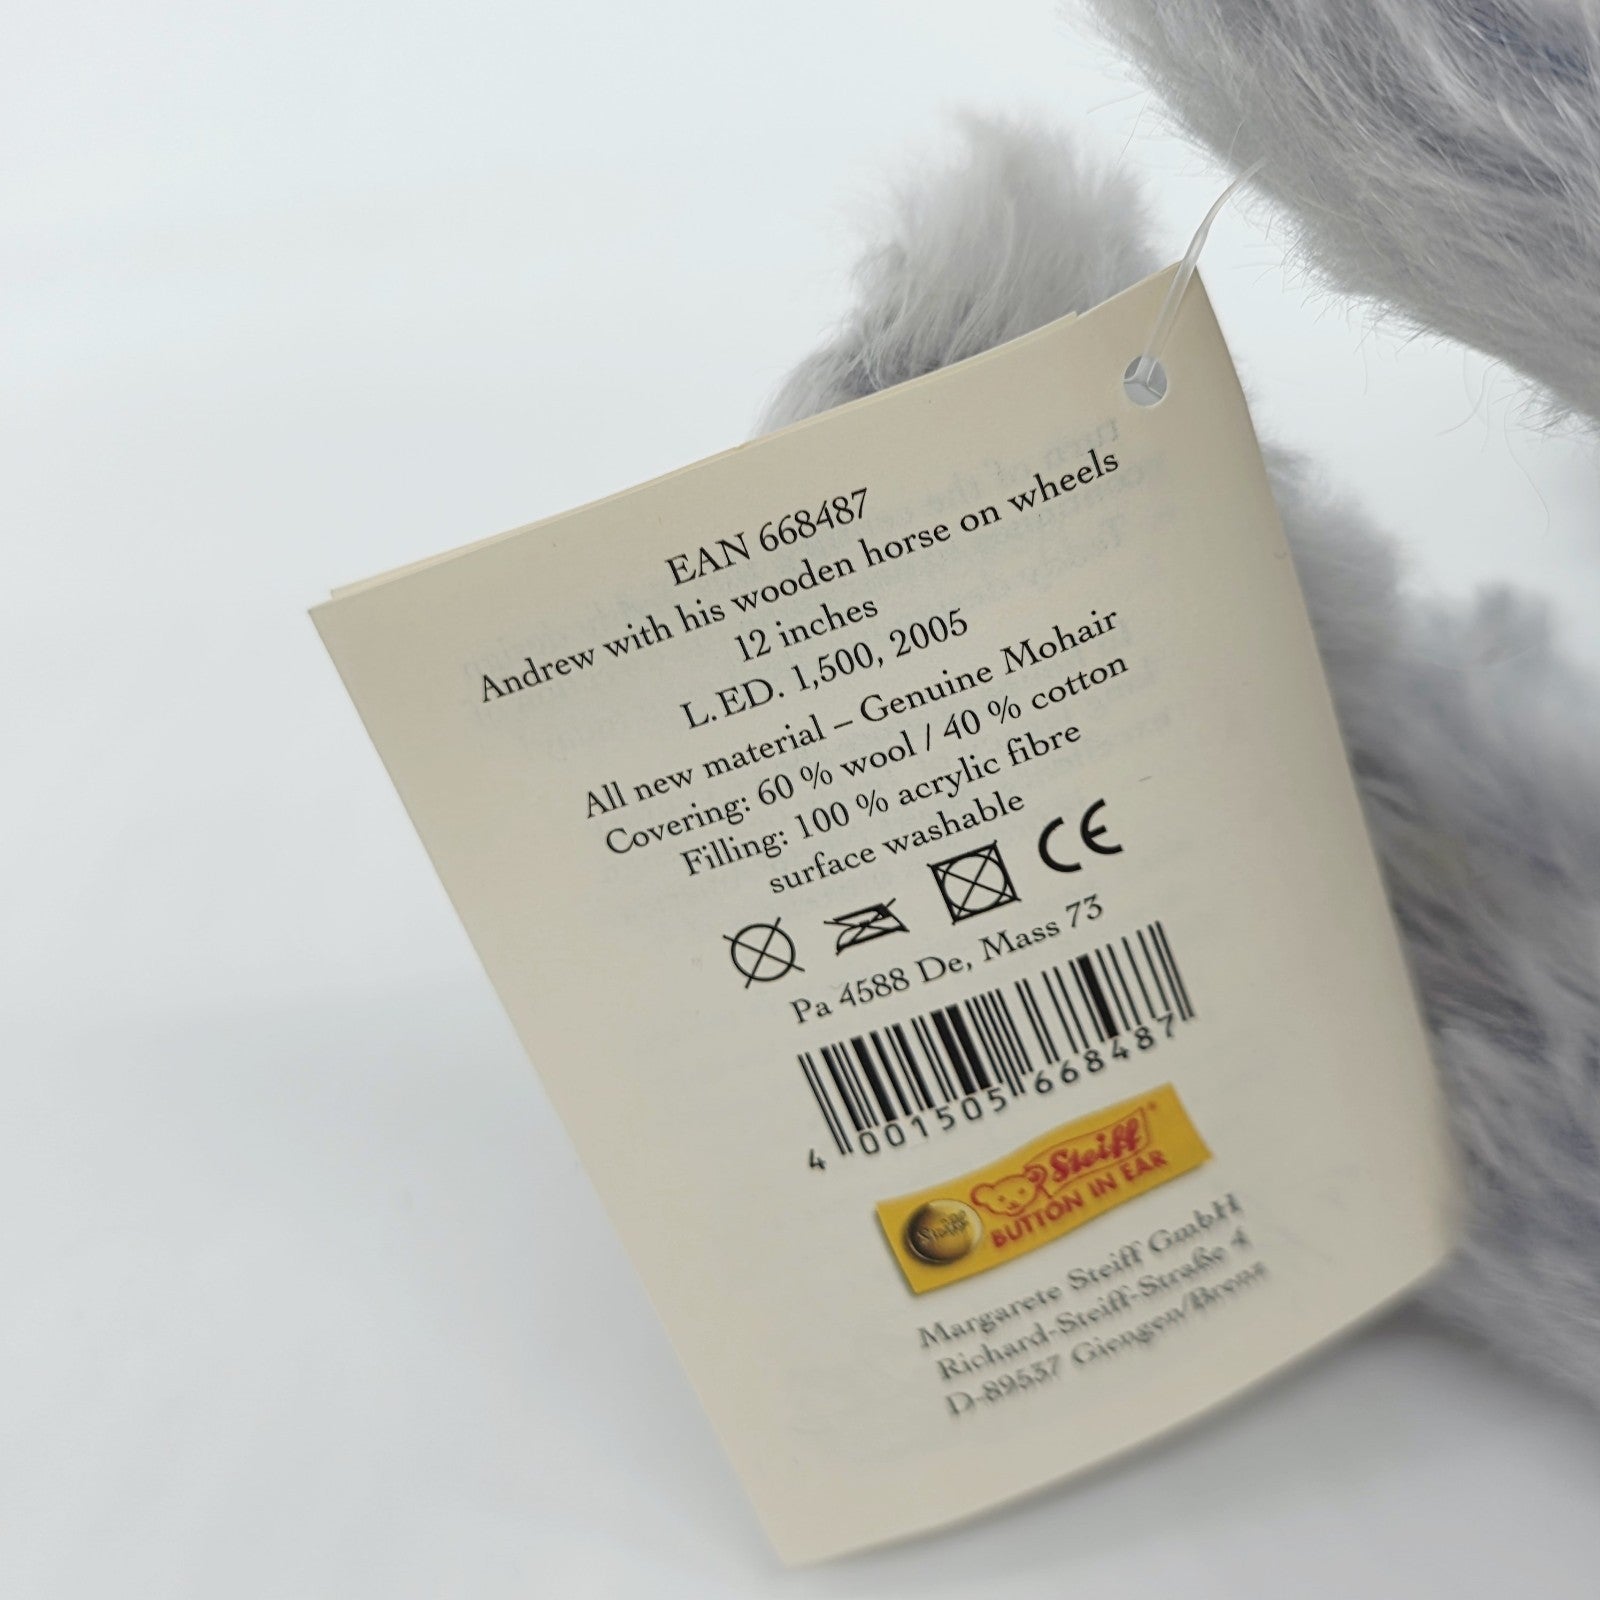 EAN 668487
Andrew with his wooden horse on wheels
12 inches
L.ED. 1,500, 2005
All new material – Genuine Mohair
Covering: 60 % wool / 40 % cotton
Filling: 100 % acrylic fibre
surface washable
CE
Pa 4588 De, Mass 73
4 001505 668487
Steiff
Steiff
BUTTON IN EAR
Margarete Steiff GmbH
Richard-Steiff-Straße 4
D-89537 Giengen/Brenz